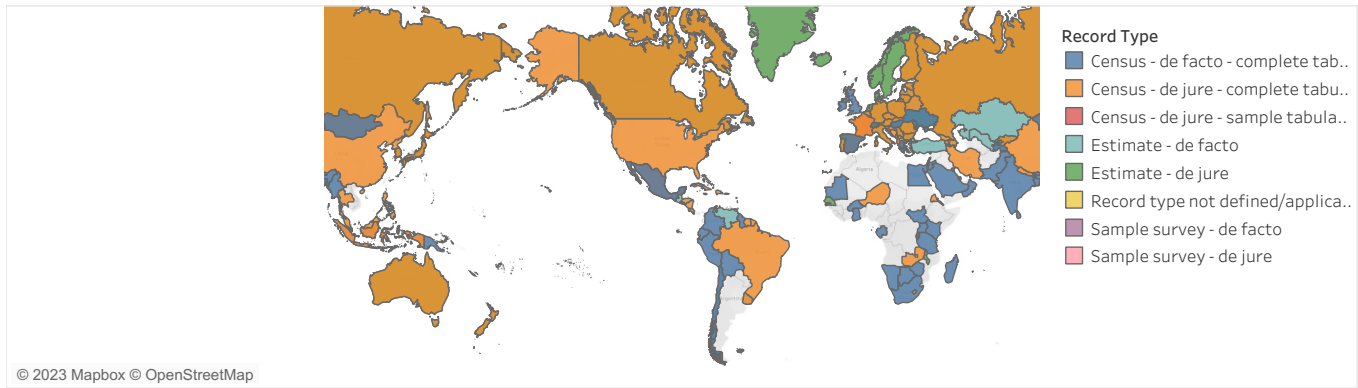 Record Type
Census - de facto - complete tab..
Census - de jure - complete tabu..
Census - de jure - sample tabula..
Estimate - de facto
Estimate - de jure
Record type not defined/applica..
Sample survey - de facto
Sample survey - de jure
Algeria
Argentina
© 2023 Mapbox © OpenStreetMap